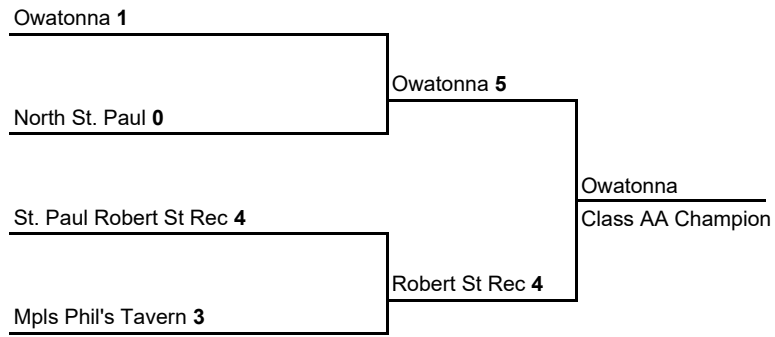 Owatonna 1
Owatonna 5
North St. Paul 0
Owatonna
St. Paul Robert St Rec 4
Class AA Champion
Robert St Rec 4
Mpls Phil's Tavern 3